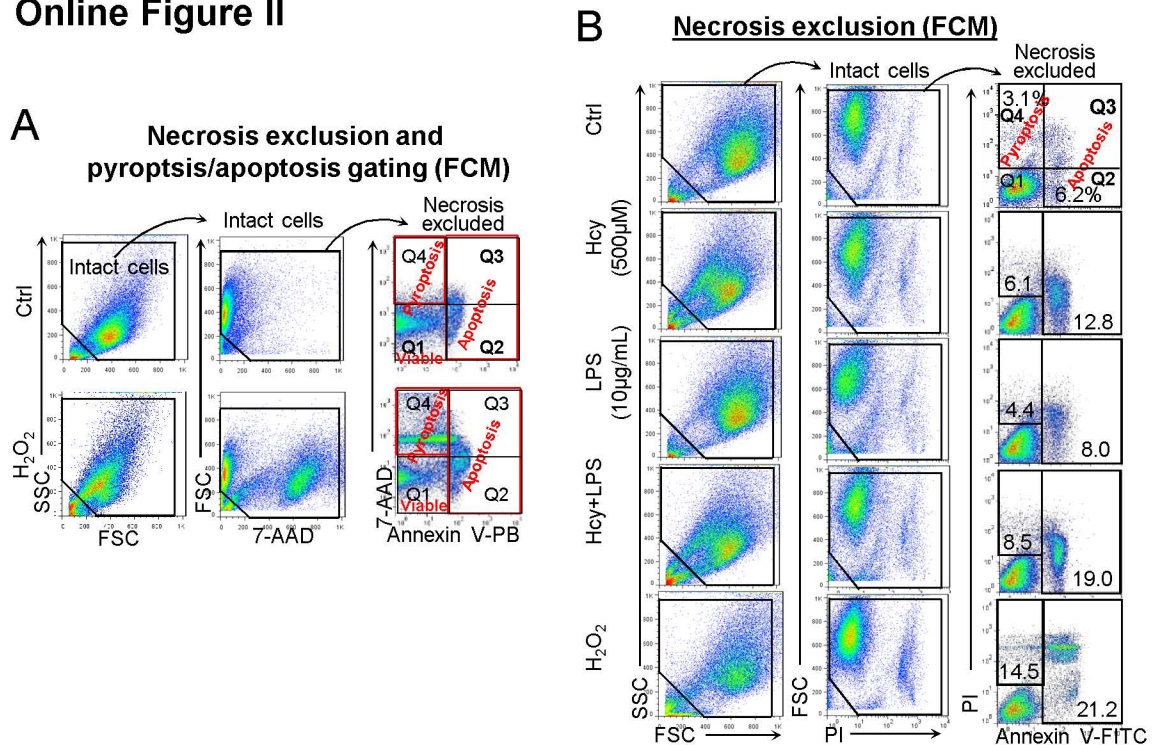 Online Figure II
A
Necrosis exclusion and
pyroptsis/apoptosis gating (FCM)
Intact cells
Necrosis
excluded
Ctrl
Intact cells
Q4
Q3
Pyroptosis
Apoptosis
Q1
Q2
Viable
H2O2
Q4
Q3
Pyroptosis
Apoptosis
Q1
Q2
Viable
SSC
FSC
FSC
7-AAD
7-AAD
Annexin V-PB
B
Necrosis exclusion (FCM)
Intact cells
Necrosis
excluded
Ctrl
3.1%
Q4
Q3
Pyroptosis
Apoptosis
Q1
Q2
6.2%
Hcy
(500µM)
6.1
12.8
LPS
(10µg/mL)
4.4
8.0
Hcy+LPS
8.5
19.0
H2O2
14.5
21.2
SSC
FSC
FSC
PI
PI
Annexin V-FITC